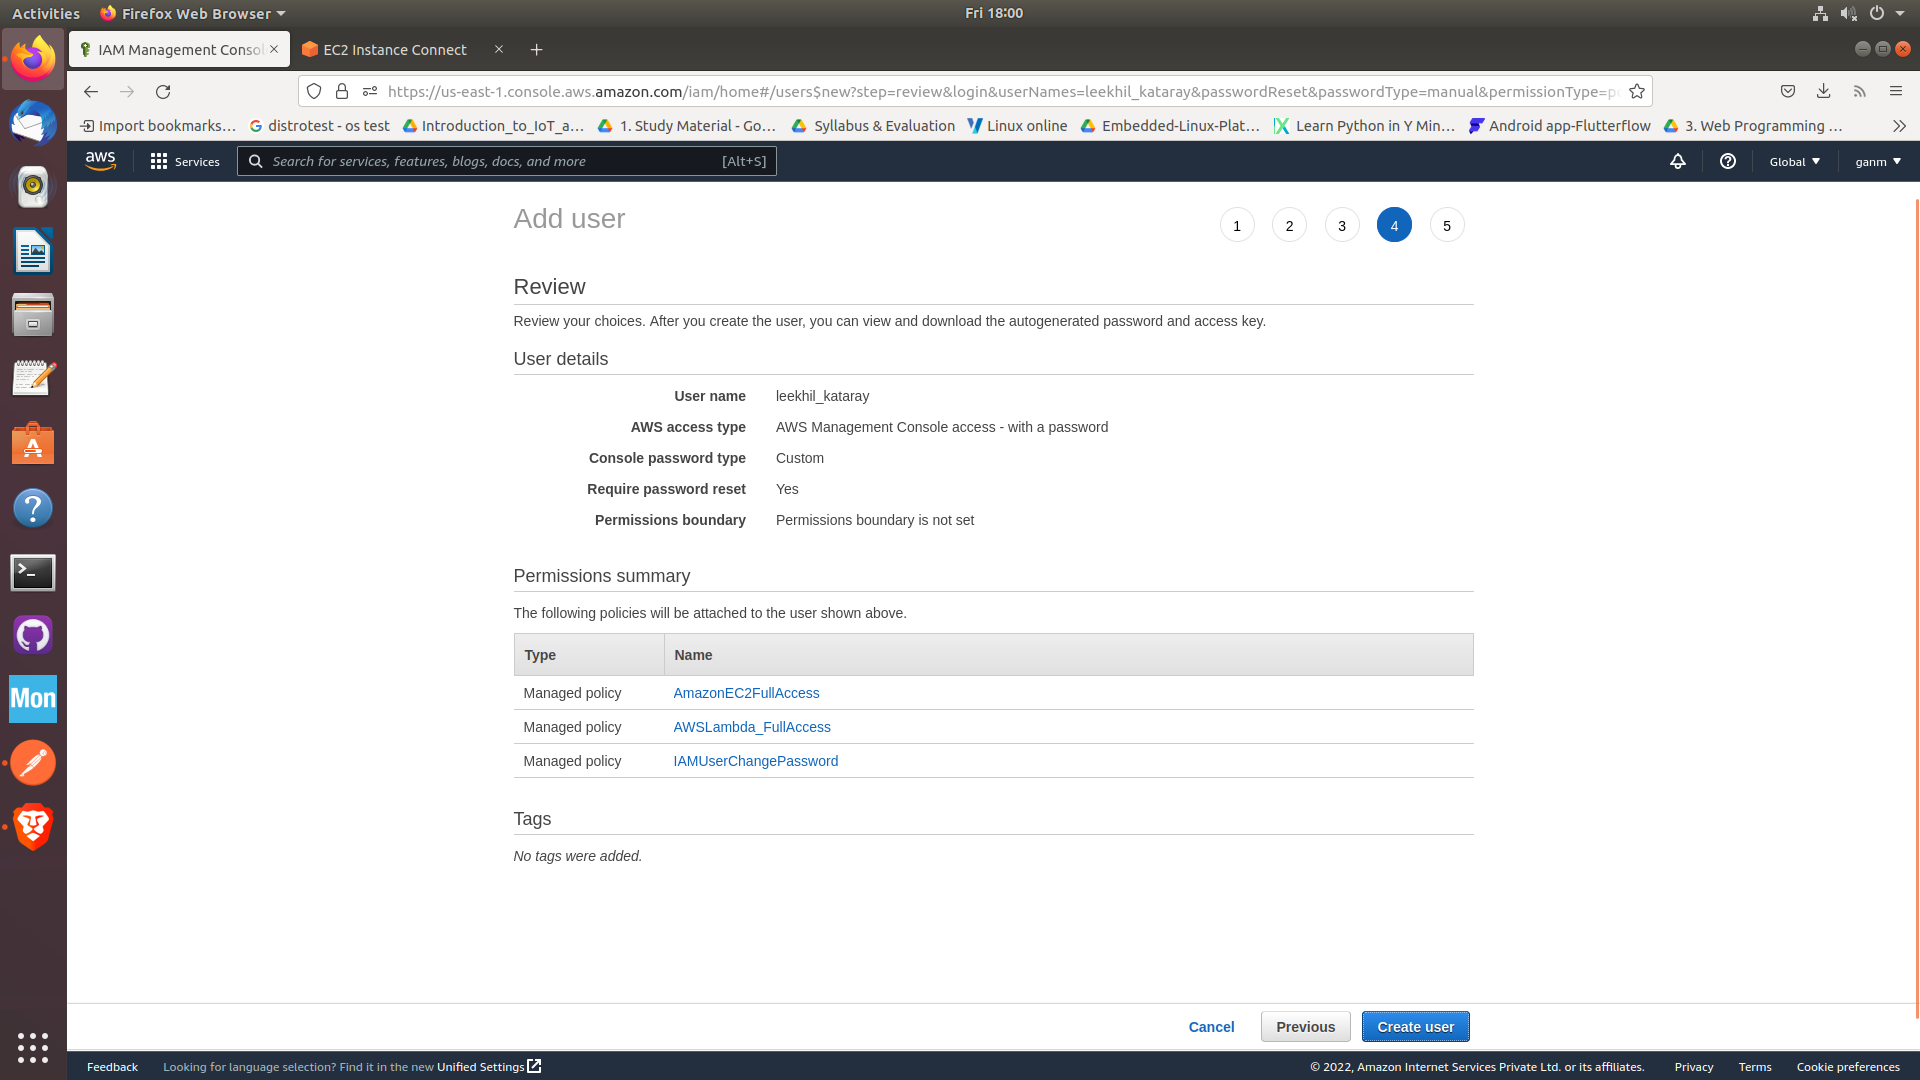 Activities
Firefox Web Browser
Fri 18:00
IAM Management Consol
EC2 Instance Connect
https://us-east-1.console.aws.amazon.com/iam/home#/users$new?step=review&login&userNames=leekhil_kataray&passwordReset&passwordType=manual&permissionType=po
Import bookmarks…
distrotest - os test
Introduction_to_IoT_a…
1. Study Material - Go…
Syllabus & Evaluation
Linux online
Embedded-Linux-Plat…
Learn Python in Y Min…
Android app-Flutterflow
3. Web Programming …
aws
Services
Search for services, features, blogs, docs, and more
[Alt+S]
Global
ganm
Add user
1
2
3
4
5
Review
Review your choices. After you create the user, you can view and download the autogenerated password and access key.
User details
User name leekhil_kataray
AWS access type AWS Management Console access - with a password
Console password type Custom
Require password reset Yes
Permissions boundary Permissions boundary is not set
Permissions summary
The following policies will be attached to the user shown above.
Type Name
Managed policy AmazonEC2FullAccess
Managed policy AWSLambda_FullAccess
Managed policy IAMUserChangePassword
Tags
No tags were added.
Mon
Cancel
Previous
Create user
Feedback
Looking for language selection? Find it in the new Unified Settings
© 2022, Amazon Internet Services Private Ltd. or its affiliates.
Privacy
Terms
Cookie preferences